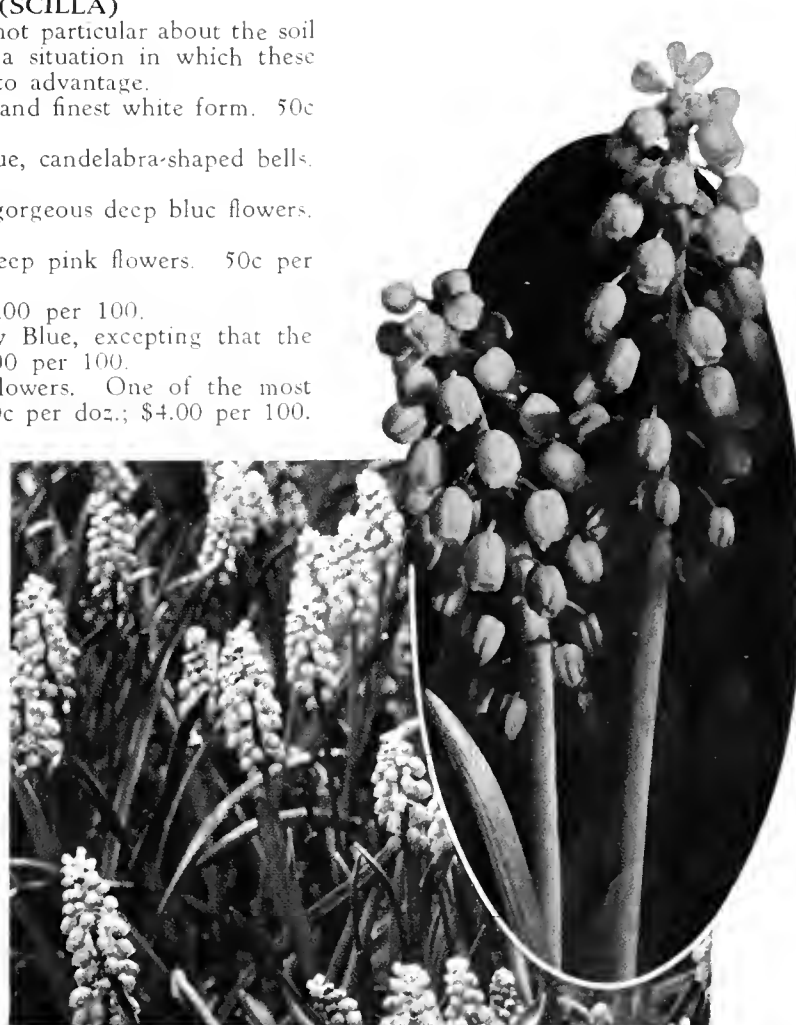 (SCILLA)
not particular about the soil
a situation in which these
to advantage.
and finest white form. 50c
ue, candelabra-shaped bells.
gorgeous deep blue flowers.
eep pink flowers. 50c per
.00 per 100.
y Blue, excepting that the
00 per 100.
lowers. One of the most
0c per doz.; $4.00 per 100.